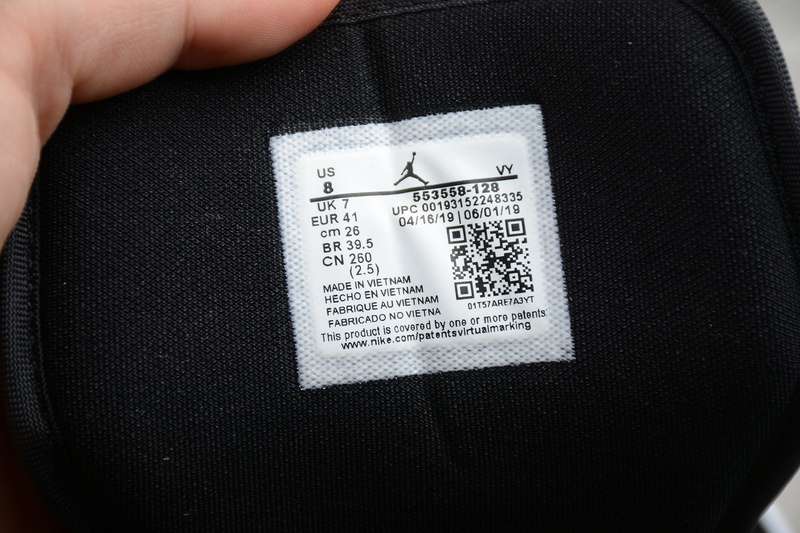 US VY
8
553558-128
UK 7
UPC 00193152248335
EUR 41
04/16/19 | 06/01/19
cm 26
BR 39.5
CN 260
(2.5)
MADE IN VIETNAM
HECHO EN VIETNAM
FABRIQUE AU VIETNAM
FABRICADO NO VIETNA
01T57ARE7A3YT
This product is covered by one or more patents:
www.nike.com/patentsvirtualmarking